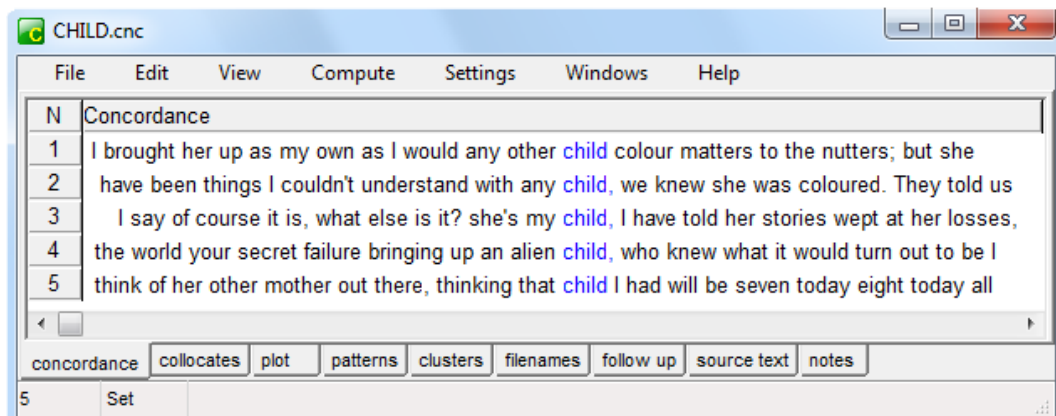 CHILD.cnc
File Edit View Compute Settings Windows Help
N Concordance
1 I brought her up as my own as I would any other child colour matters to the nutters; but she
2 have been things I couldn't understand with any child, we knew she was coloured. They told us
3 I say of course it is, what else is it? she's my child, I have told her stories wept at her losses,
4 the world your secret failure bringing up an alien child, who knew what it would turn out to be I
5 think of her other mother out there, thinking that child I had will be seven today eight today all
concordance collocates plot patterns clusters filenames follow up source text notes
5 Set